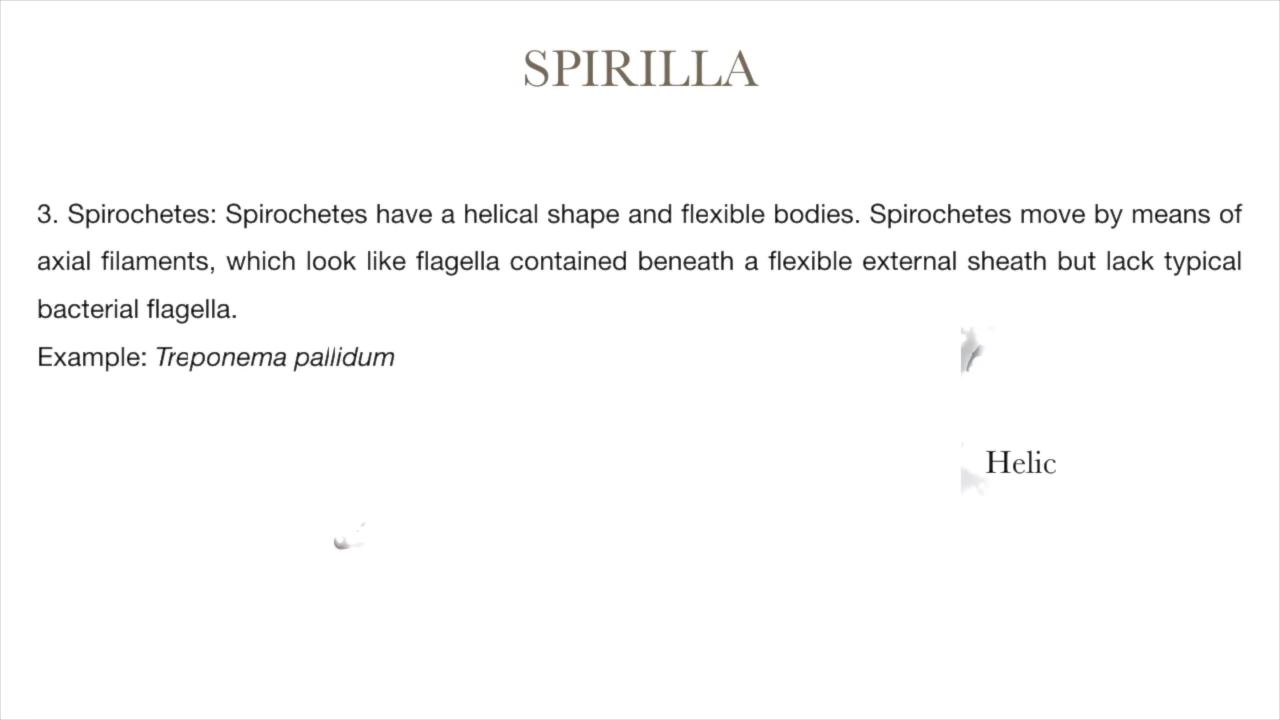 SPIRILLA
3. Spirochetes: Spirochetes have a helical shape and flexible bodies. Spirochetes move by means of
axial filaments, which look like flagella contained beneath a flexible external sheath but lack typical
bacterial flagella.
Example: Treponema pallidum
Helic